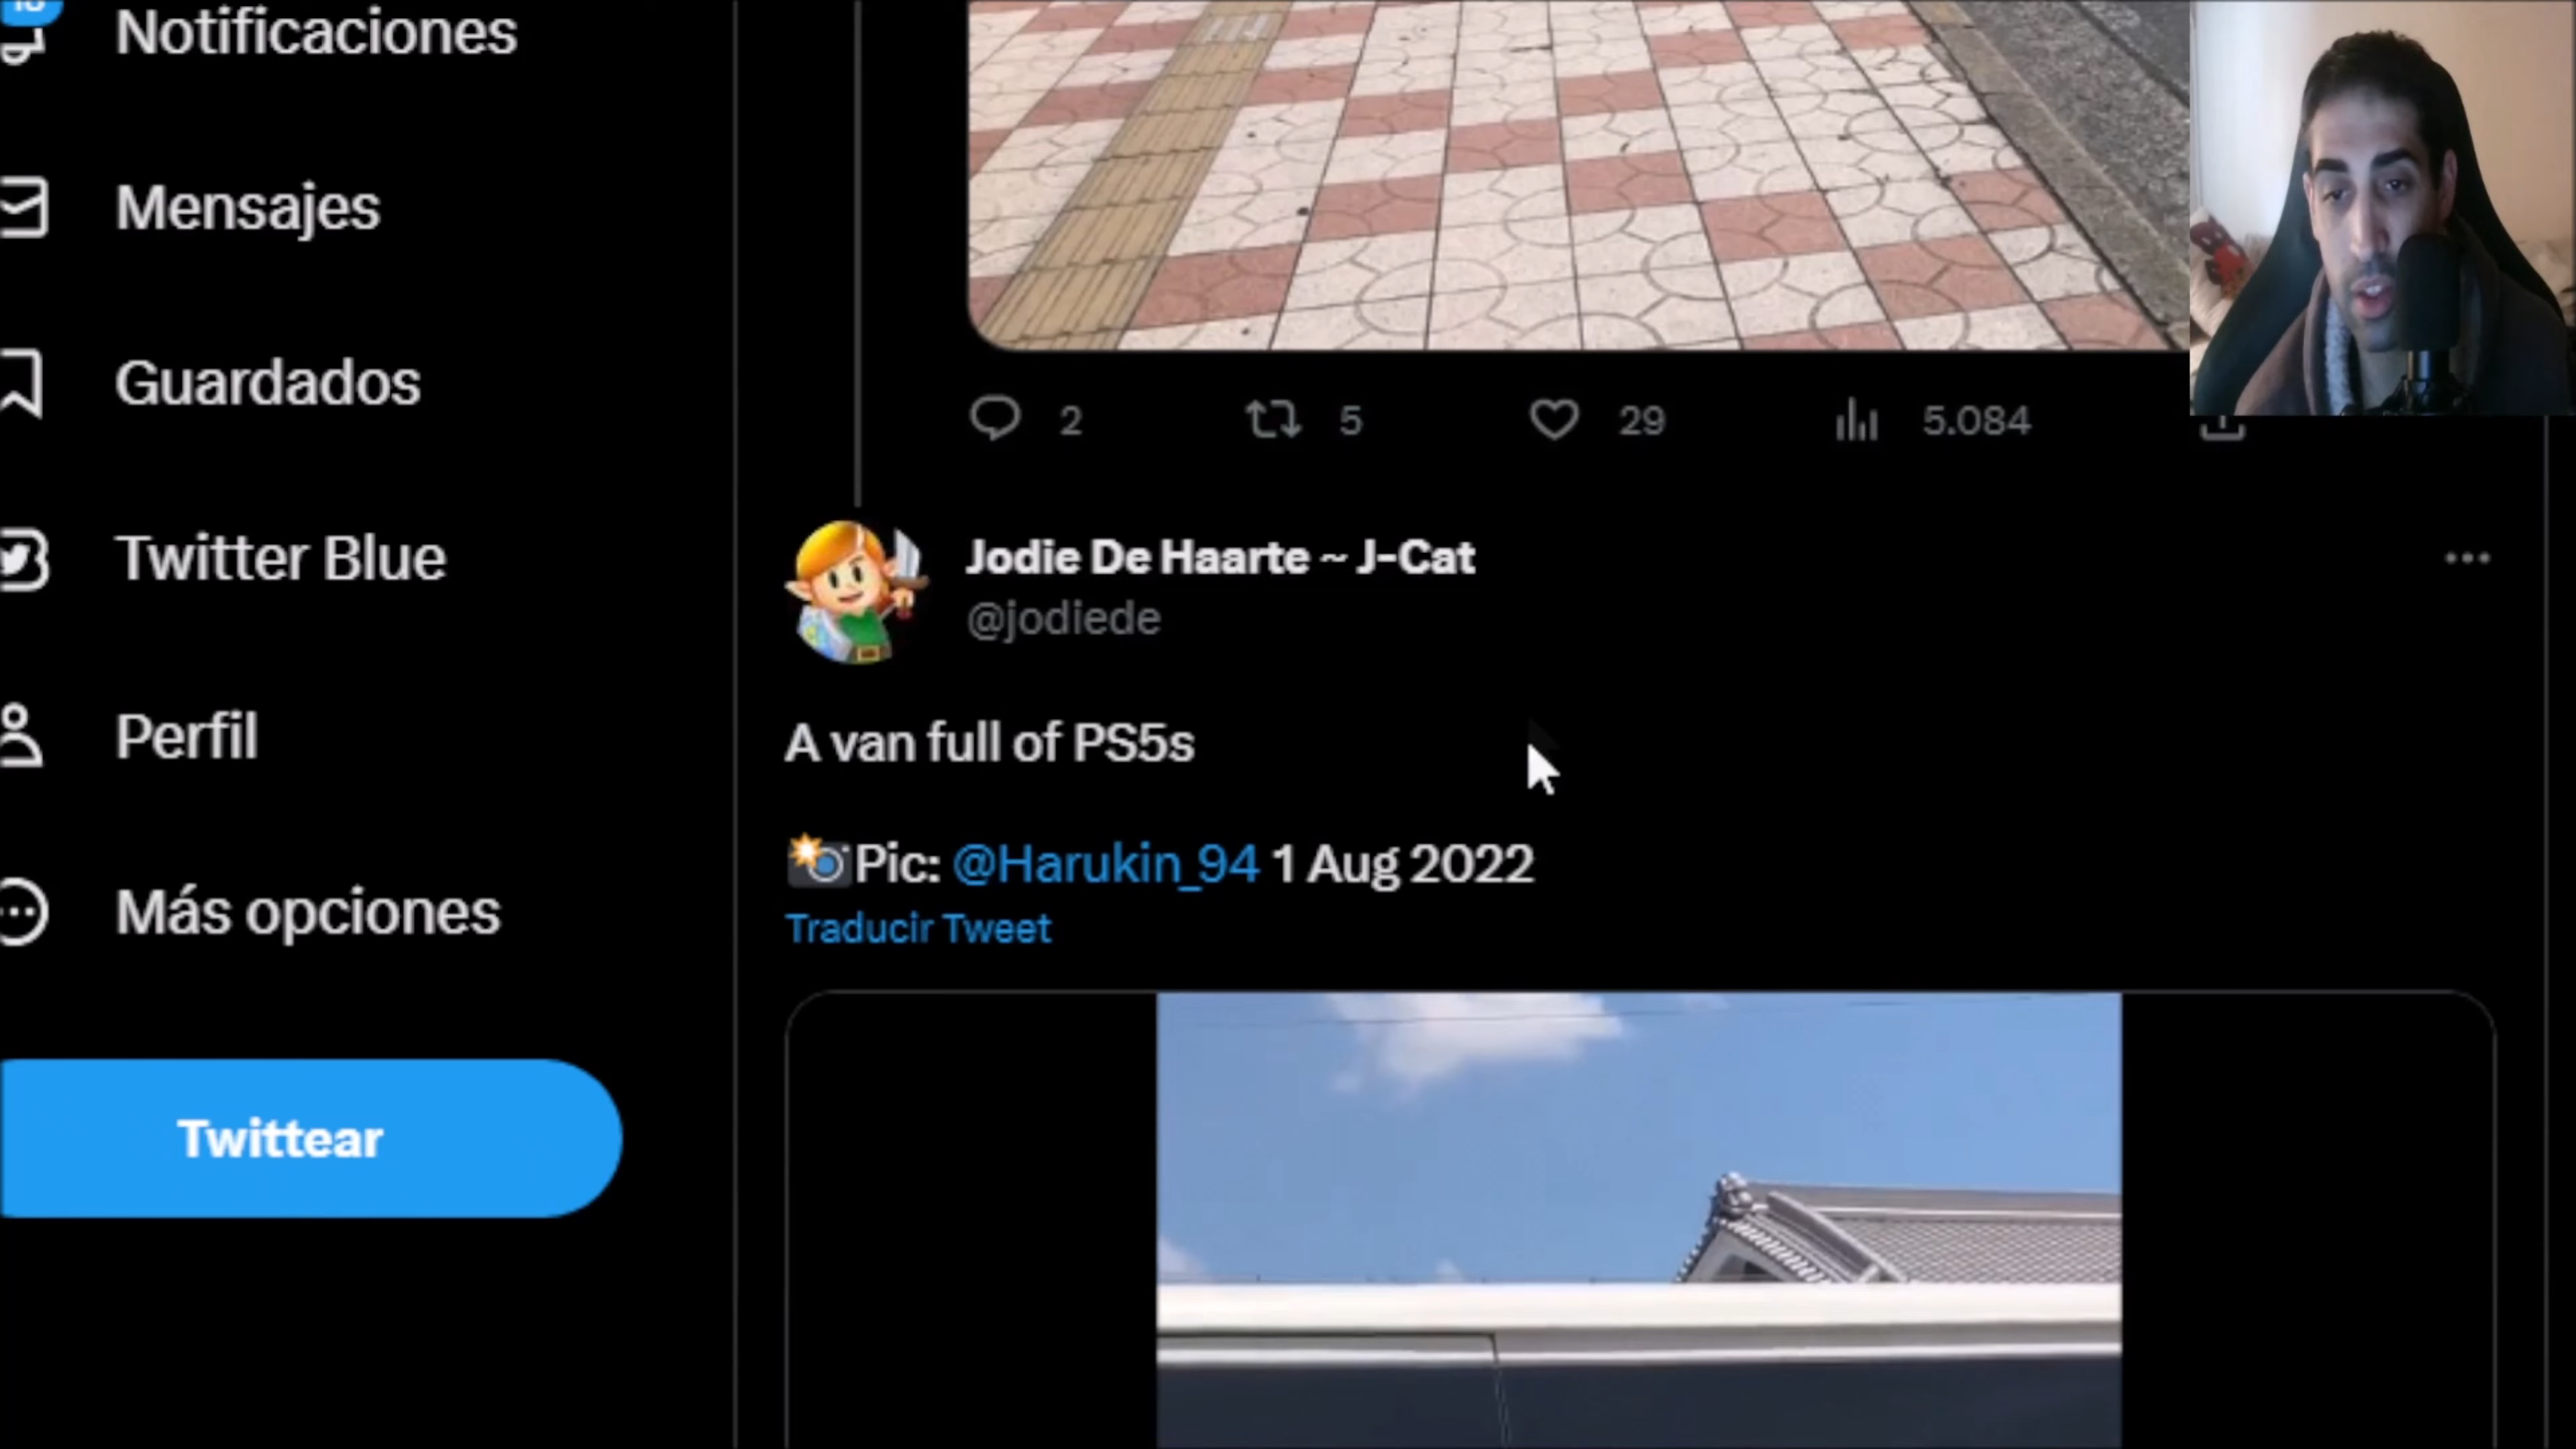 Notificaciones
Mensajes
Guardados
Twitter Blue
Perfil
Más opciones
Twittear
2 5 29 5.084
Jodie De Haarte ~ J-Cat
@jodiede
A van full of PS5s
Pic: @Harukin_94 1 Aug 2022
Traducir Tweet